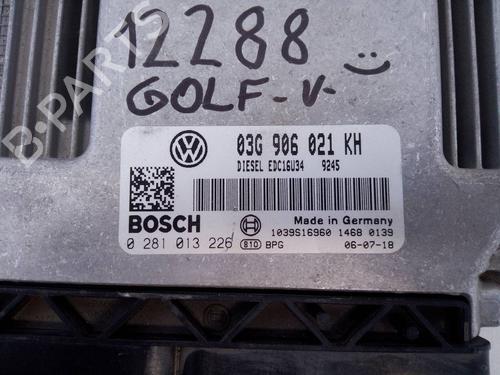 B-PARTS
12288
GOLF-V-
03G 906 021 KH
DIESEL EDC16U34 9245
BOSCH
Made in Germany
0 281 013 226
810
BPG
1039S16960 1468 0139
06-07-18